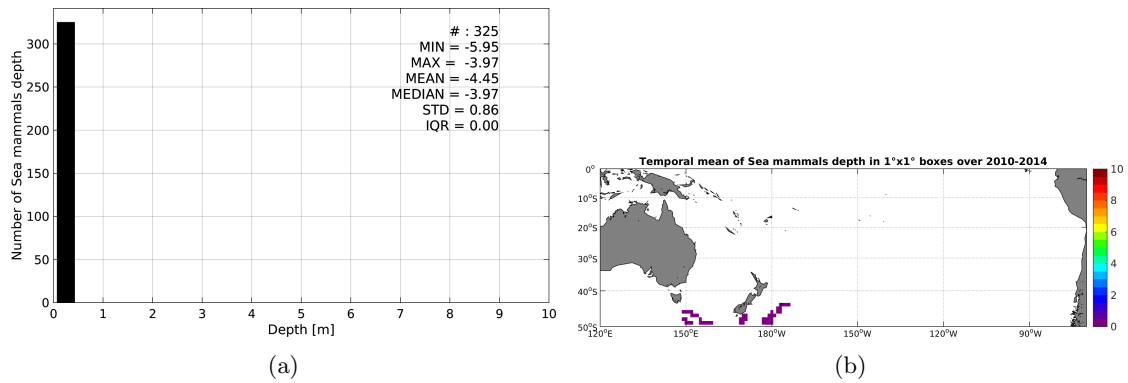 Number of Sea mammals depth
300
250
200
150
100
50
0
# : 325
MIN = -5.95
MAX = -3.97
MEAN = -4.45
MEDIAN = -3.97
STD = 0.86
IQR = 0.00
0 1 2 3 4 5 6 7 8 9 10
Depth [m]
(a)
Temporal mean of Sea mammals depth in 1°x1° boxes over 2010-2014
0°
10°S
20°S
30°S
40°S
50°S
120°E 150°E 180°W 150°W 120°W 90°W
10
8
6
4
2
0
(b)